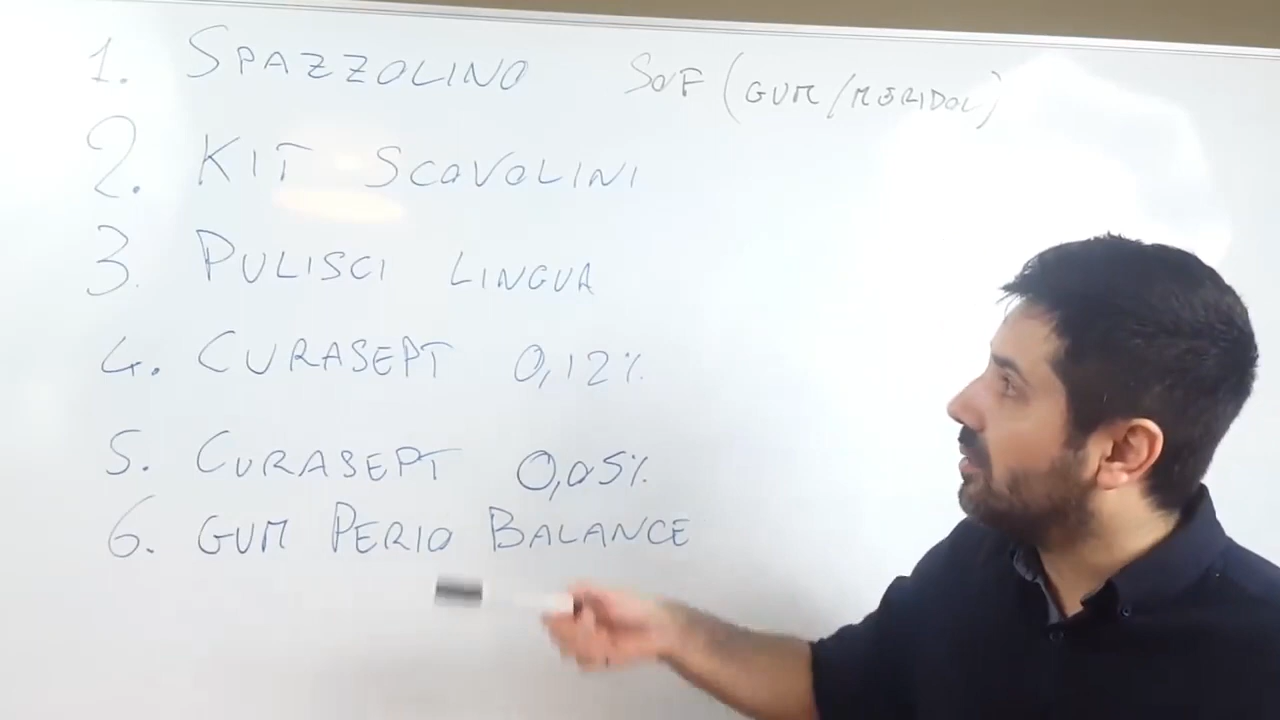 1. SPAZZOLINO SOF (GUM/MERIDOL)
2. KIT SCOVOLINI
3. PULISCI LINGUA
4. CURASEPT 0,12%
5. CURASEPT 0,05%
6. GUM PERIO BALANCE